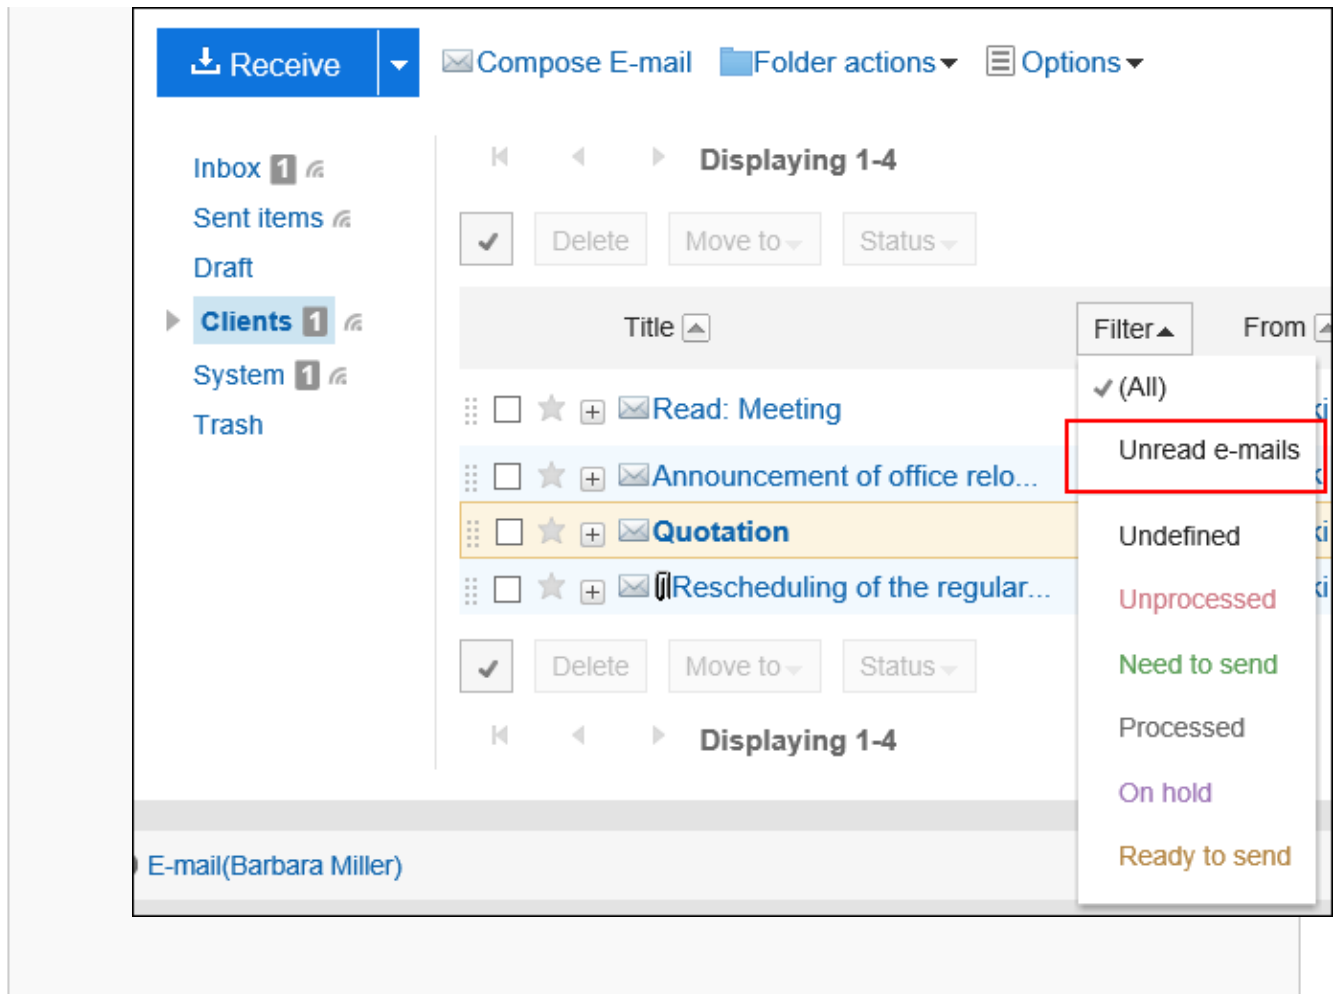 Receive Compose E-mail Folder actions Options
Inbox 1
Sent items
Draft
Clients 1
System 1
Trash
Displaying 1-4
Delete Move to Status
Title Filter From
(All)
Unread e-mails
Undefined
Unprocessed
Need to send
Processed
On hold
Ready to send
Read: Meeting
Announcement of office relo...
Quotation
Rescheduling of the regular...
Delete Move to Status
Displaying 1-4
E-mail(Barbara Miller)